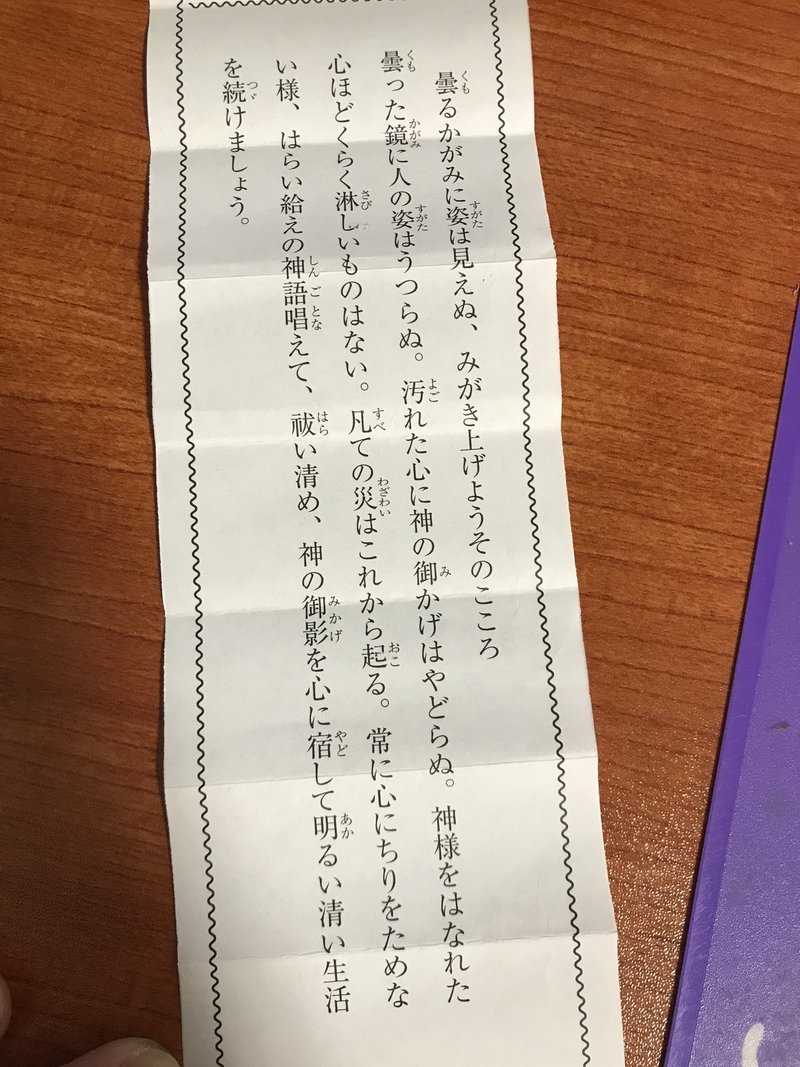 曇るかがみに姿は見えぬ、みがき上げようそのこころ
曇った鏡に人の姿はうつらぬ。汚れた心に神の御かげはやどらぬ。神様をはなれた
心ほどくらく淋しいものはない。凡ての災はこれから起る。常に心にちりをためな
い様、はらい給えの神語唱えて、祓い清め、神の御影を心に宿して明るい清い生活
を続けましょう。